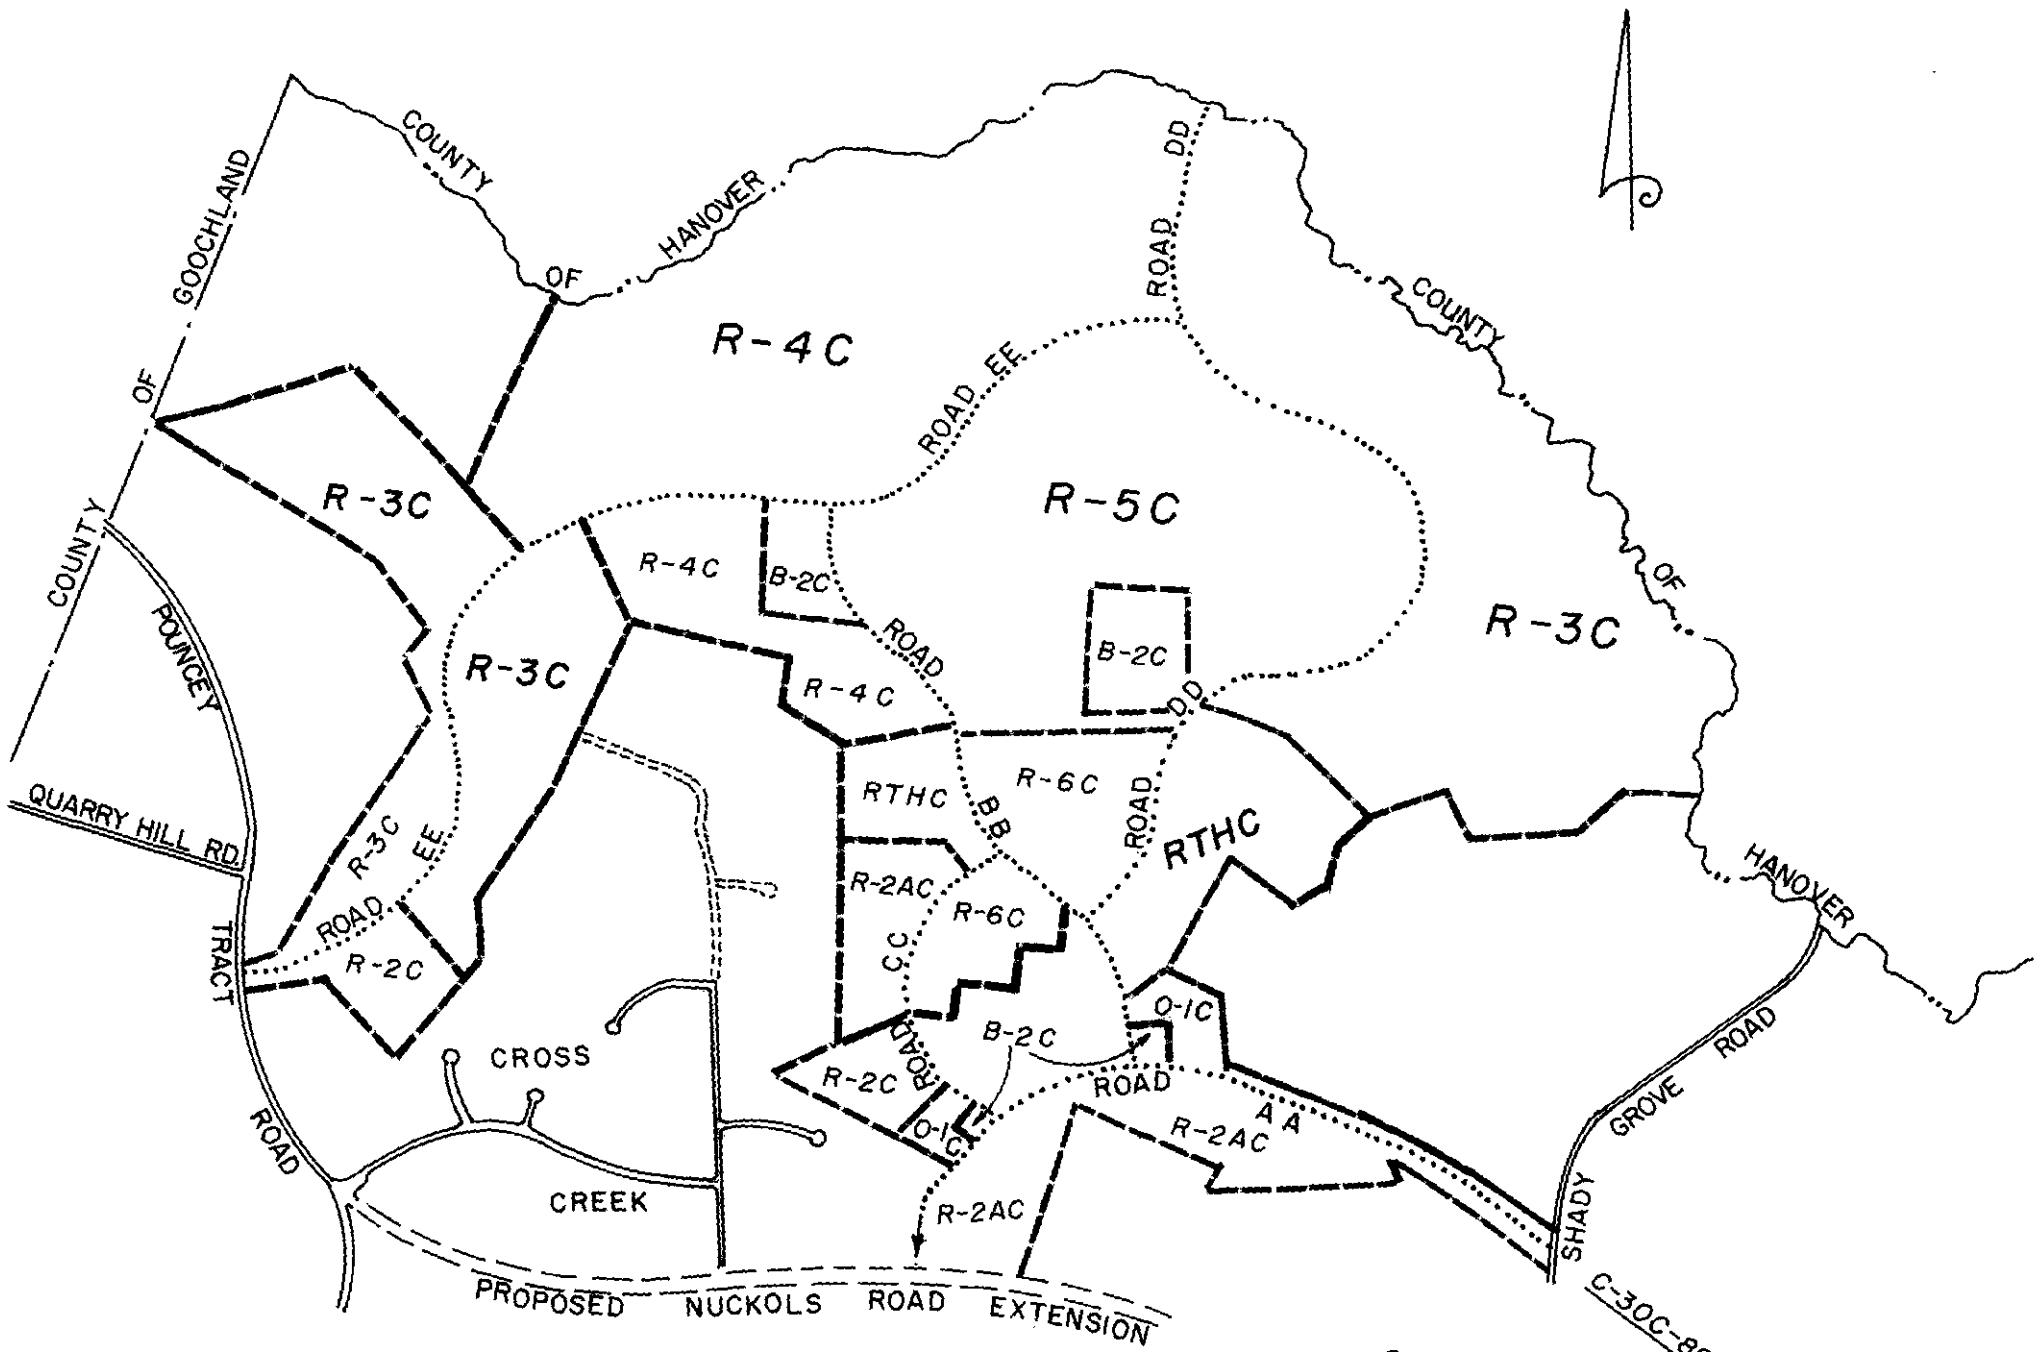 COUNTY OF HANOVER
COUNTY OF GOOCHLAND
ROAD DD
COUNTY OF HANOVER
R-4C
ROAD EE
R-3C
R-5C
R-4C
B-2C
R-3C
ROAD BB
B-2C
R-3C
R-4C
DD
POUNCEY TRACT ROAD
QUARRY HILL RD.
RTHC
R-6C
ROAD
RTHC
R-3C
ROAD EE
R-2AC
R-6C
R-2C
CC ROAD
O-1C
B-2C
CROSS CREEK
R-2C
ROAD AA
O-1C
R-2AC
R-2AC
SHADY GROVE ROAD
PROPOSED NUCKOLS ROAD EXTENSION